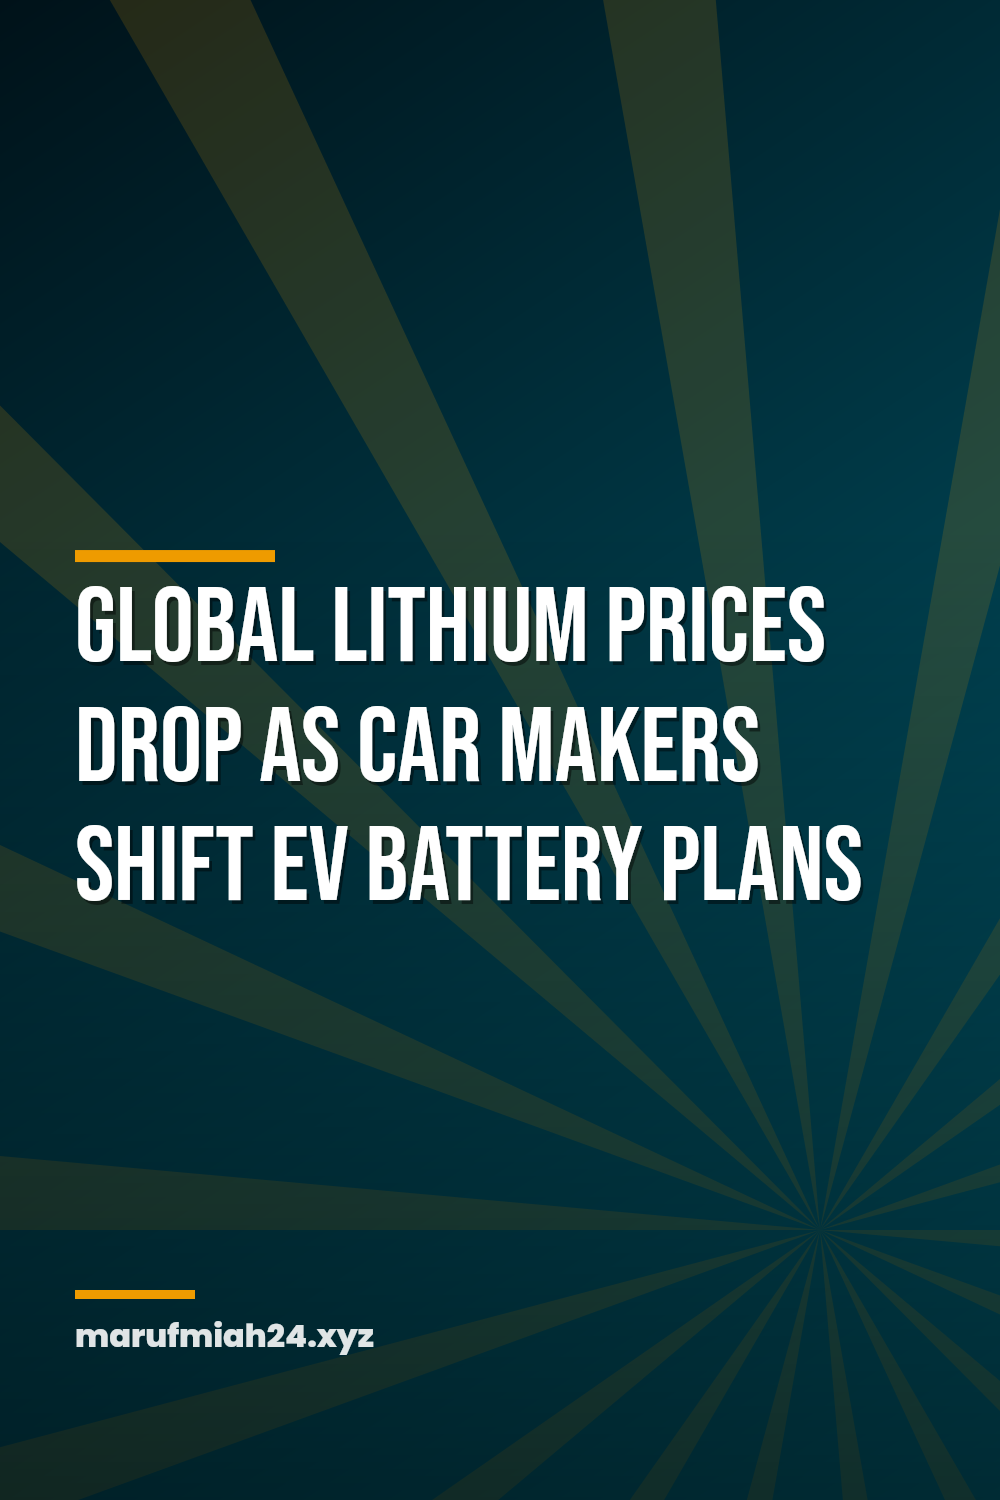 GLOBAL LITHIUM PRICES
DROP AS CAR MAKERS
SHIFT EV BATTERY PLANS
marufmiah24.xyz